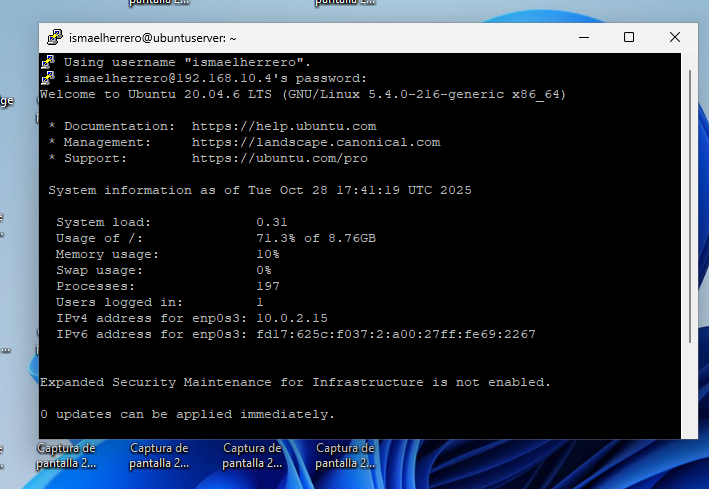 pantalla 2...
pantalla 2...
ismaelherrero@ubuntuserver: ~
Using username "ismaelherrero".
ismaelherrero@192.168.10.4's password:
Welcome to Ubuntu 20.04.6 LTS (GNU/Linux 5.4.0-216-generic x86_64)
* Documentation: https://help.ubuntu.com
* Management: https://landscape.canonical.com
* Support: https://ubuntu.com/pro
System information as of Tue Oct 28 17:41:19 UTC 2025
System load: 0.31
Usage of /: 71.3% of 8.76GB
Memory usage: 10%
Swap usage: 0%
Processes: 197
Users logged in: 1
IPv4 address for enp0s3: 10.0.2.15
IPv6 address for enp0s3: fd17:625c:f037:2:a00:27ff:fe69:2267
Expanded Security Maintenance for Infrastructure is not enabled.
0 updates can be applied immediately.
Captura de pantalla 2...
Captura de pantalla 2...
Captura de pantalla 2...
Captura de pantalla 2...